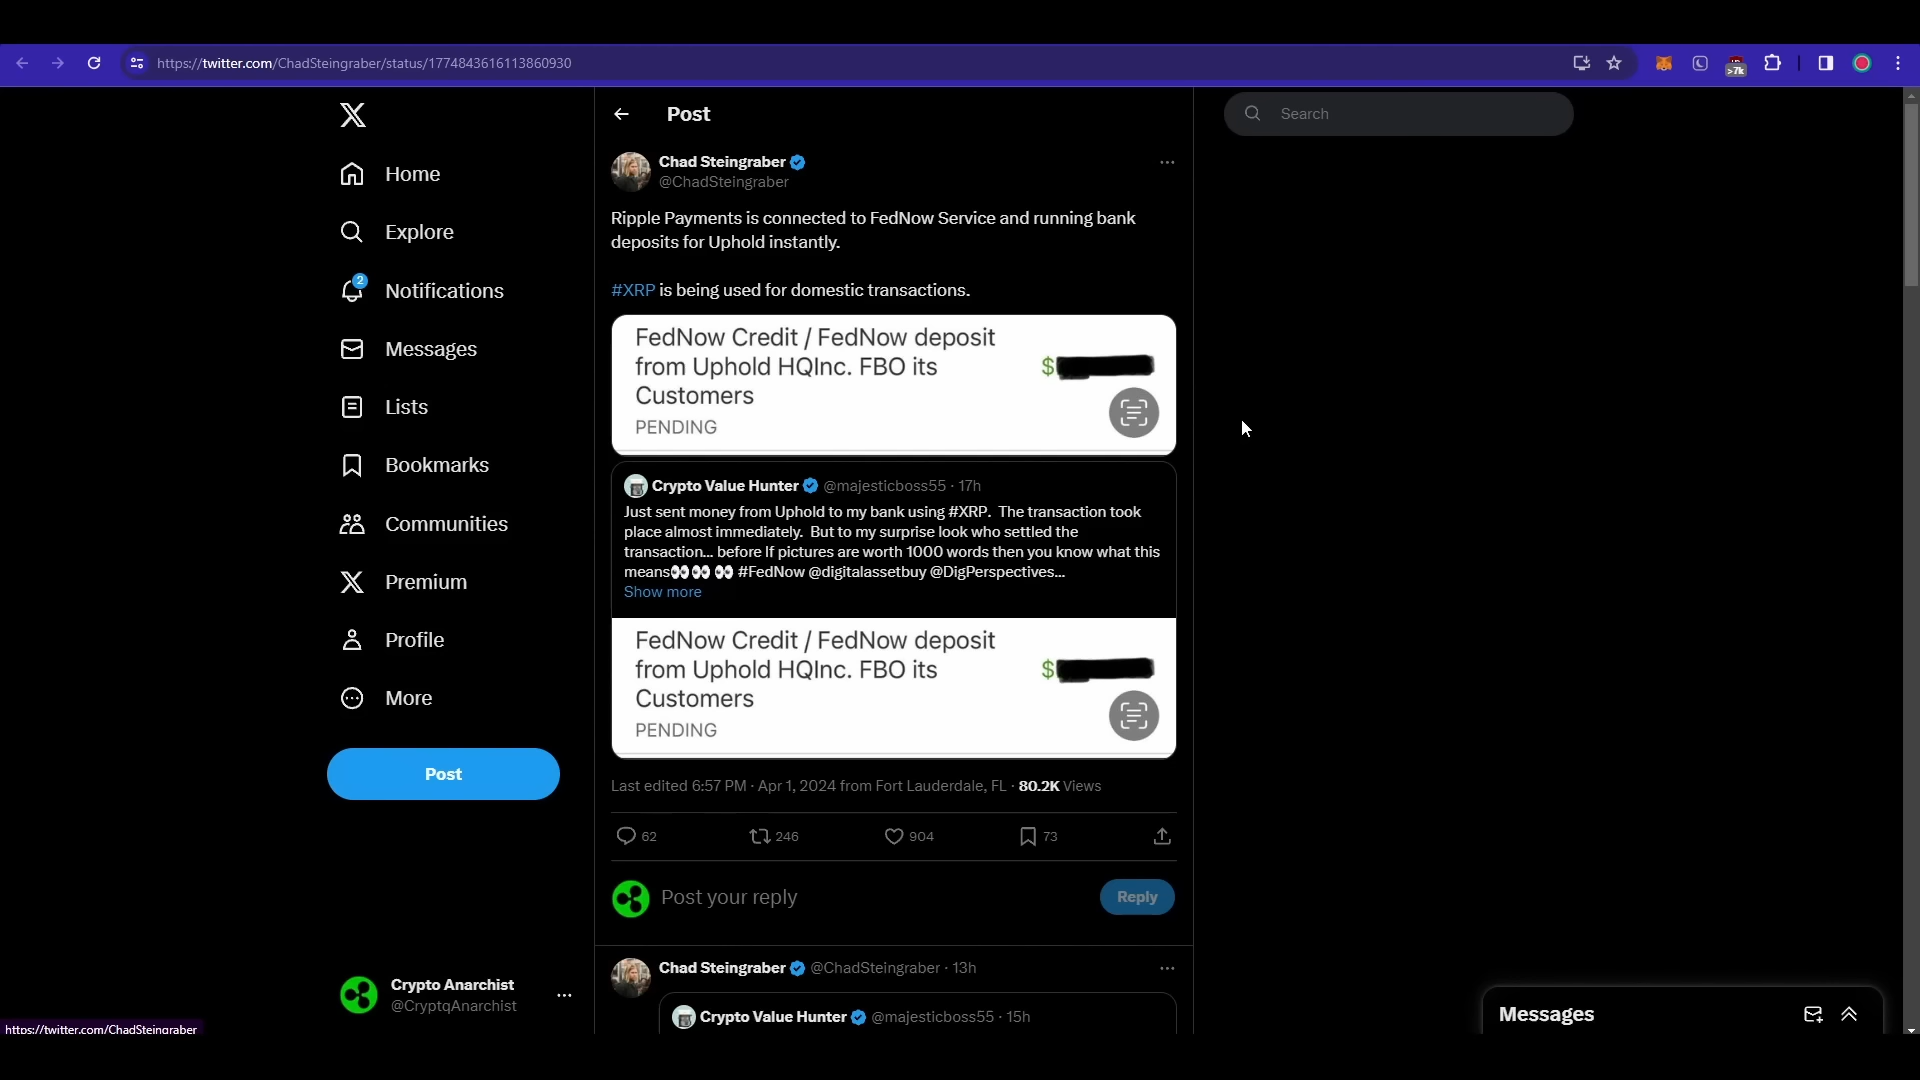 https://twitter.com/ChadSteingraber/status/1774843616113860930
>7k
Post
Search
Home
Explore
2
Notifications
Messages
Lists
Bookmarks
Communities
Premium
Profile
More
Post
Crypto Anarchist
@CryptqAnarchist
https://twitter.com/ChadSteingraber
Chad Steingraber
@ChadSteingraber
Ripple Payments is connected to FedNow Service and running bank
deposits for Uphold instantly.
#XRP is being used for domestic transactions.
FedNow Credit / FedNow deposit
from Uphold HQInc. FBO its
Customers
$
PENDING
Crypto Value Hunter @majesticboss55 · 17h
Just sent money from Uphold to my bank using #XRP. The transaction took
place almost immediately. But to my surprise look who settled the
transaction... before If pictures are worth 1000 words then you know what this
means👀👀 👀 #FedNow @digitalassetbuy @DigPerspectives...
Show more
FedNow Credit / FedNow deposit
from Uphold HQInc. FBO its
Customers
$
PENDING
Last edited 6:57 PM · Apr 1, 2024 from Fort Lauderdale, FL · 80.2K Views
62 246 904 73
Post your reply
Reply
Chad Steingraber @ChadSteingraber · 13h
Crypto Value Hunter @majesticboss55 · 15h
Messages